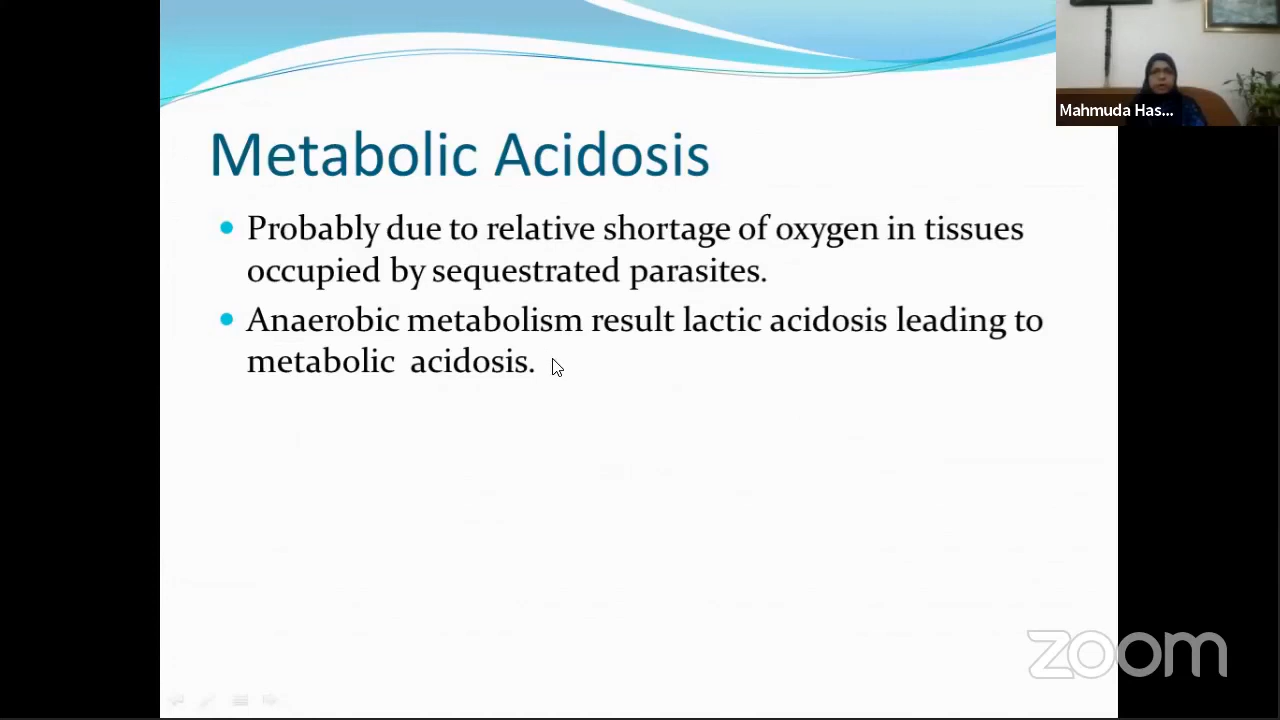 Mahmuda Has...
Metabolic Acidosis
Probably due to relative shortage of oxygen in tissues
occupied by sequestrated parasites.
Anaerobic metabolism result lactic acidosis leading to
metabolic acidosis.
zoom